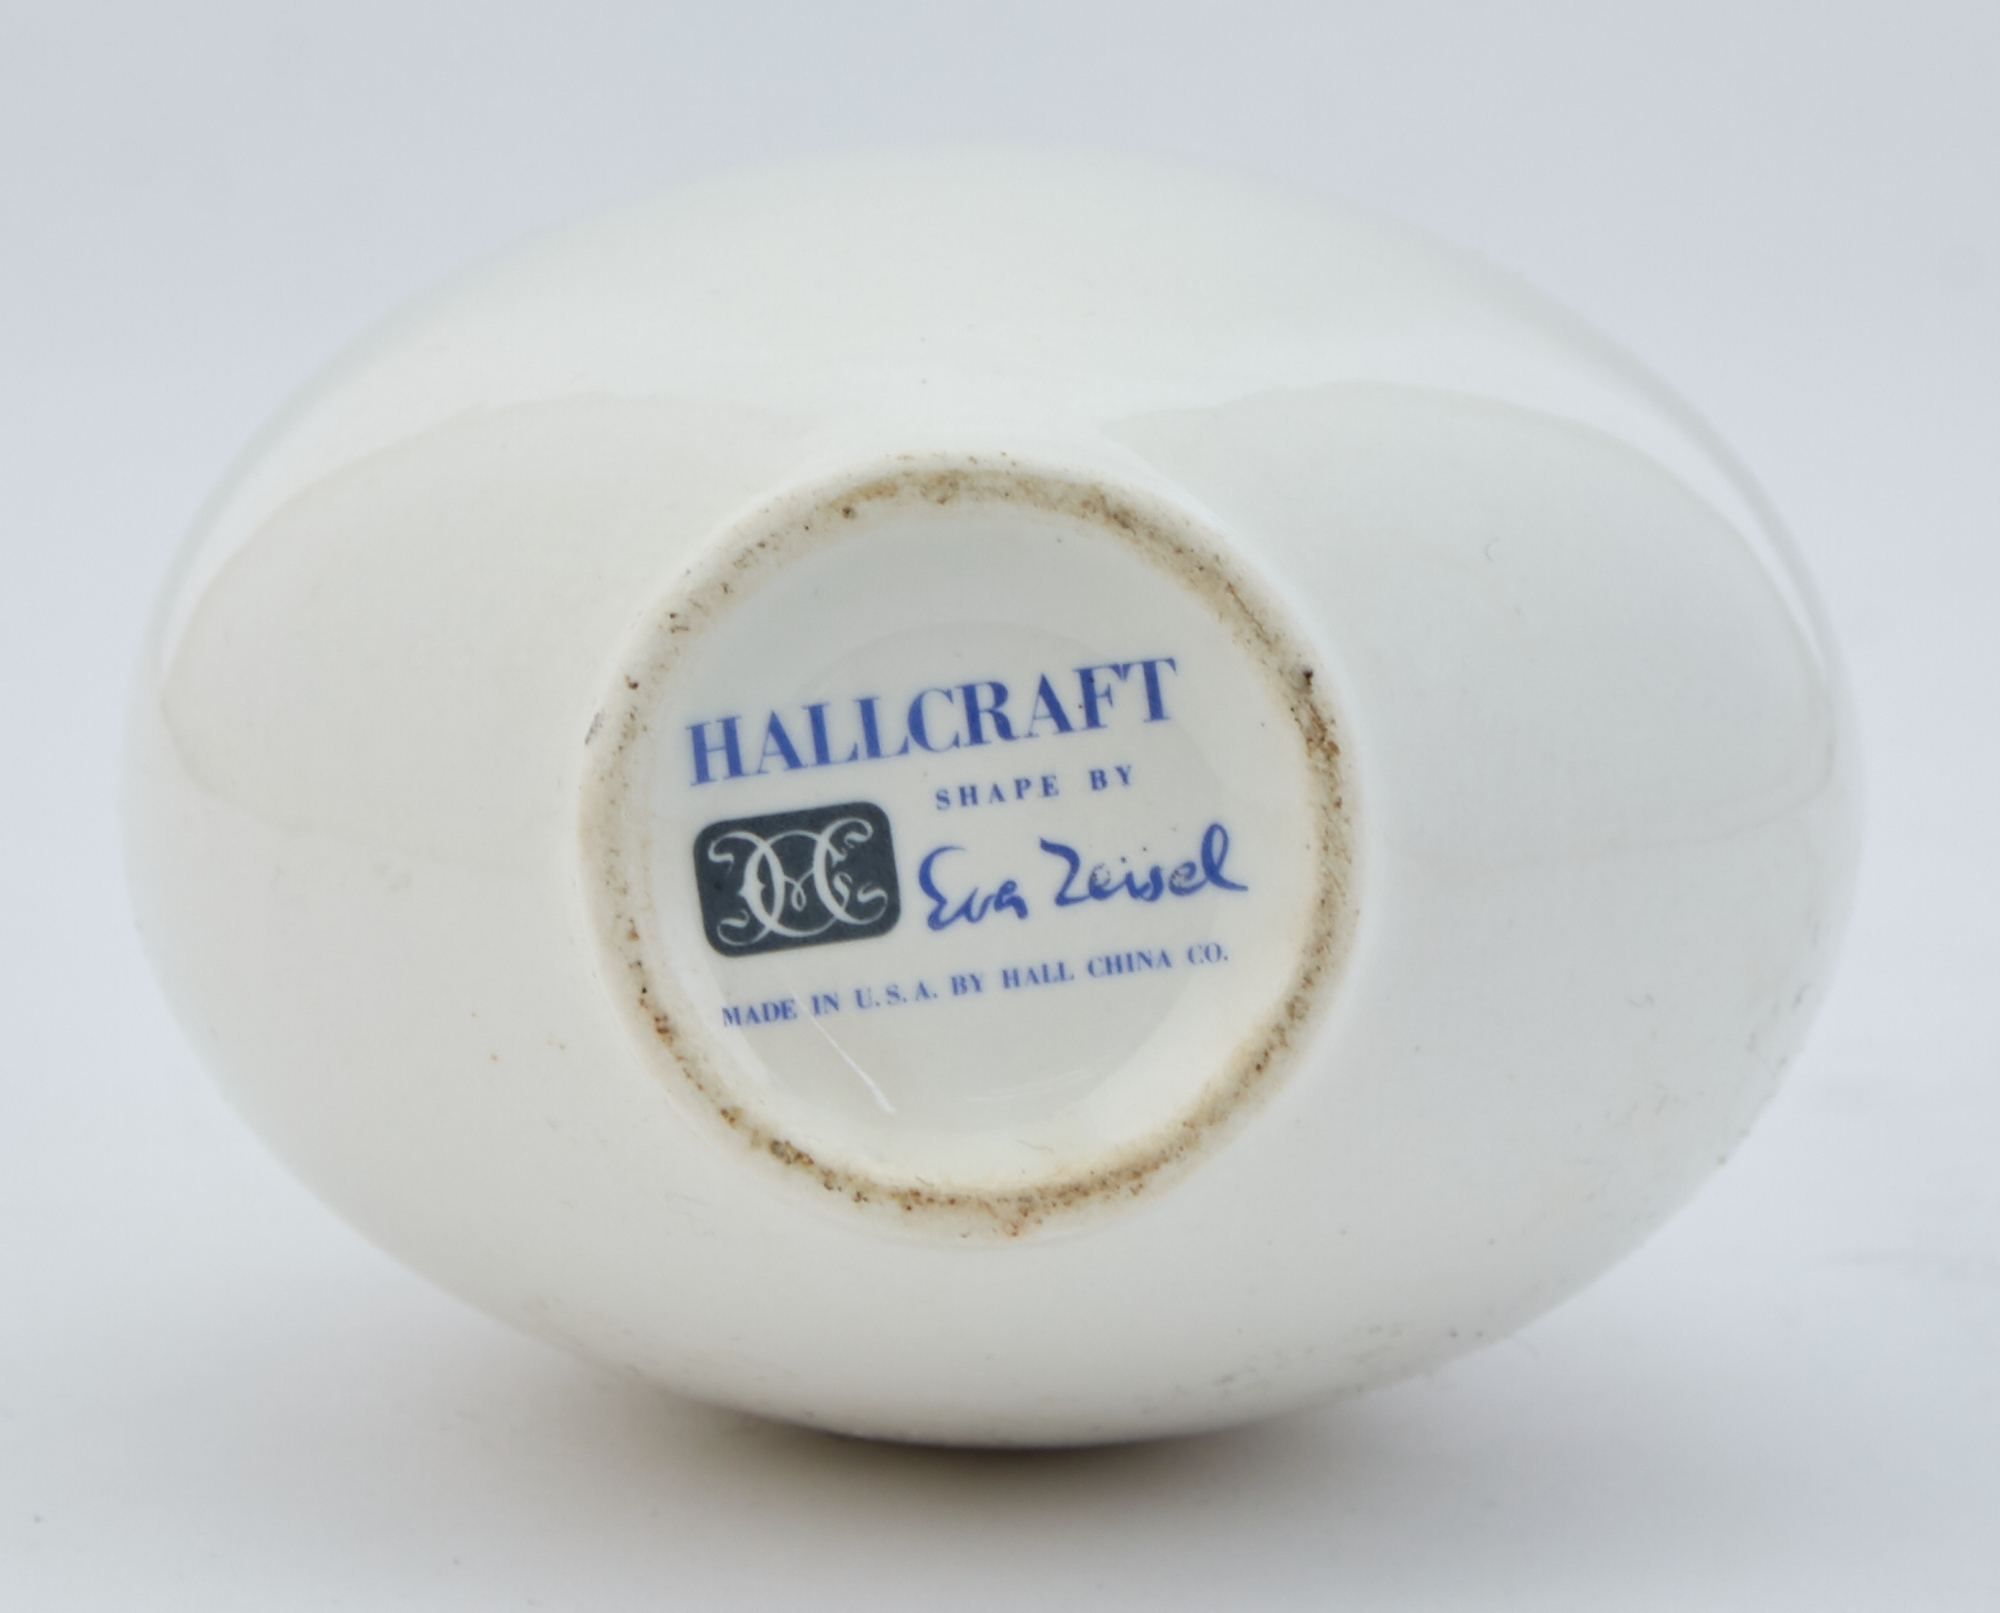 HALLCRAFT
SHAPE BY
Eva Zeisel
MADE IN U.S.A. BY HALL CHINA CO.